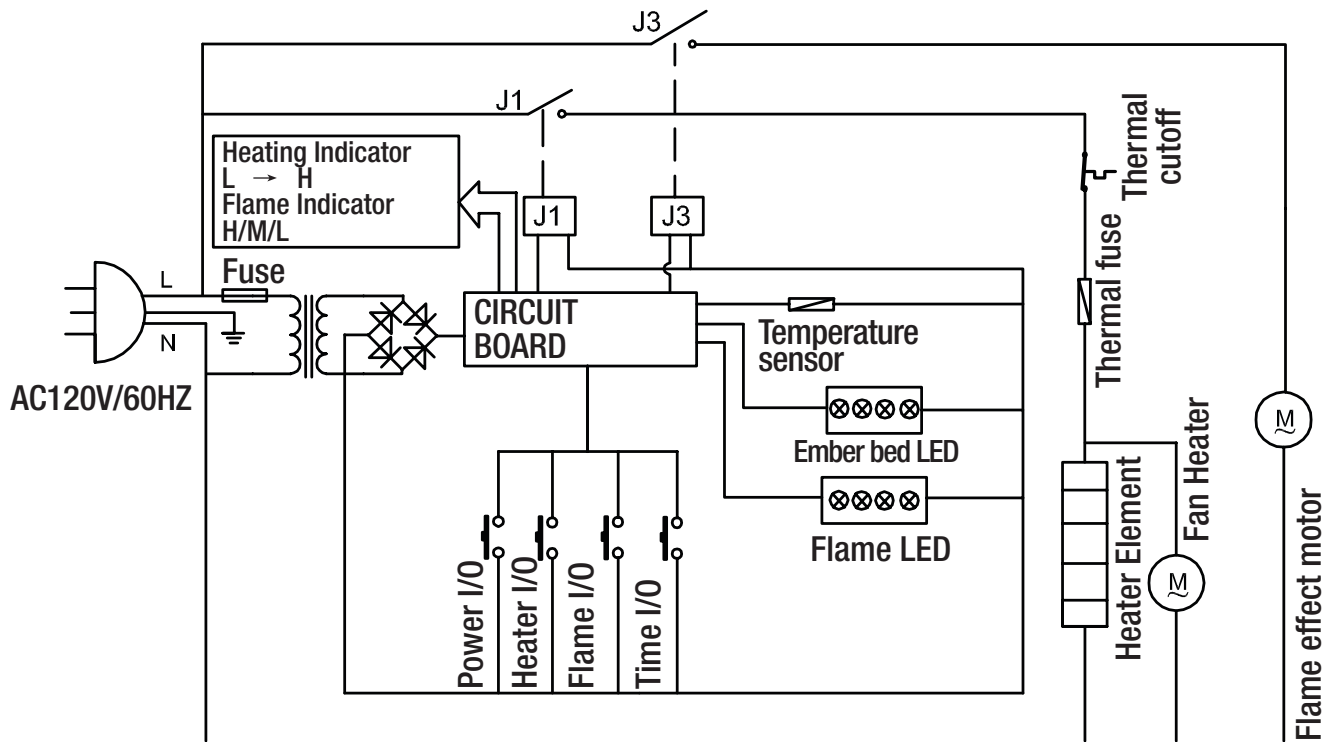 J3
J1
Heating Indicator
L → H
Flame Indicator
H/M/L
J1
J3
Thermal
cutoff
L
Fuse
N
AC120V/60HZ
CIRCUIT
BOARD
Temperature
sensor
Thermal fuse
Ember bed LED
Flame LED
Power I/O
Heater I/O
Flame I/O
Time I/O
Heater Element
Fan Heater
M
M
Flame effect motor